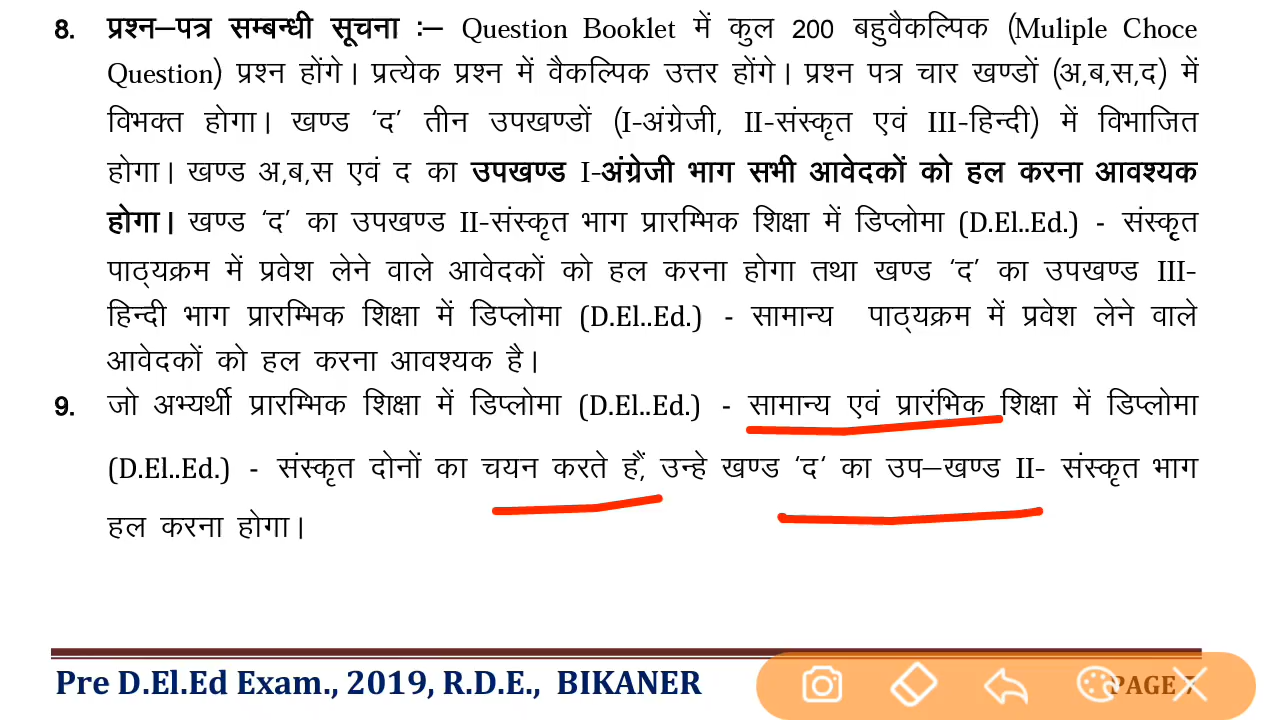 8. प्रश्न–पत्र सम्बन्धी सूचना :– Question Booklet में कुल 200 बहुवैकल्पिक (Muliple Choce
Question) प्रश्न होंगे। प्रत्येक प्रश्न में वैकल्पिक उत्तर होंगे। प्रश्न पत्र चार खण्डों (अ,ब,स,द) में
विभक्त होगा। खण्ड ‘द’ तीन उपखण्डों (I-अंग्रेजी, II-संस्कृत एवं III-हिन्दी) में विभाजित
होगा। खण्ड अ,ब,स एवं द का उपखण्ड I-अंग्रेजी भाग सभी आवेदकों को हल करना आवश्यक
होगा। खण्ड ‘द’ का उपखण्ड II-संस्कृत भाग प्रारम्भिक शिक्षा में डिप्लोमा (D.El..Ed.) - संस्कृत
पाठ्यक्रम में प्रवेश लेने वाले आवेदकों को हल करना होगा तथा खण्ड ‘द’ का उपखण्ड III-
हिन्दी भाग प्रारम्भिक शिक्षा में डिप्लोमा (D.El..Ed.) - सामान्य पाठ्यक्रम में प्रवेश लेने वाले
आवेदकों को हल करना आवश्यक है।
9. जो अभ्यर्थी प्रारम्भिक शिक्षा में डिप्लोमा (D.El..Ed.) - सामान्य एवं प्रारंभिक शिक्षा में डिप्लोमा
(D.El..Ed.) - संस्कृत दोनों का चयन करते हैं, उन्हे खण्ड ‘द‘ का उप–खण्ड II- संस्कृत भाग
हल करना होगा।
Pre D.El.Ed Exam., 2019, R.D.E., BIKANER PAGE 7